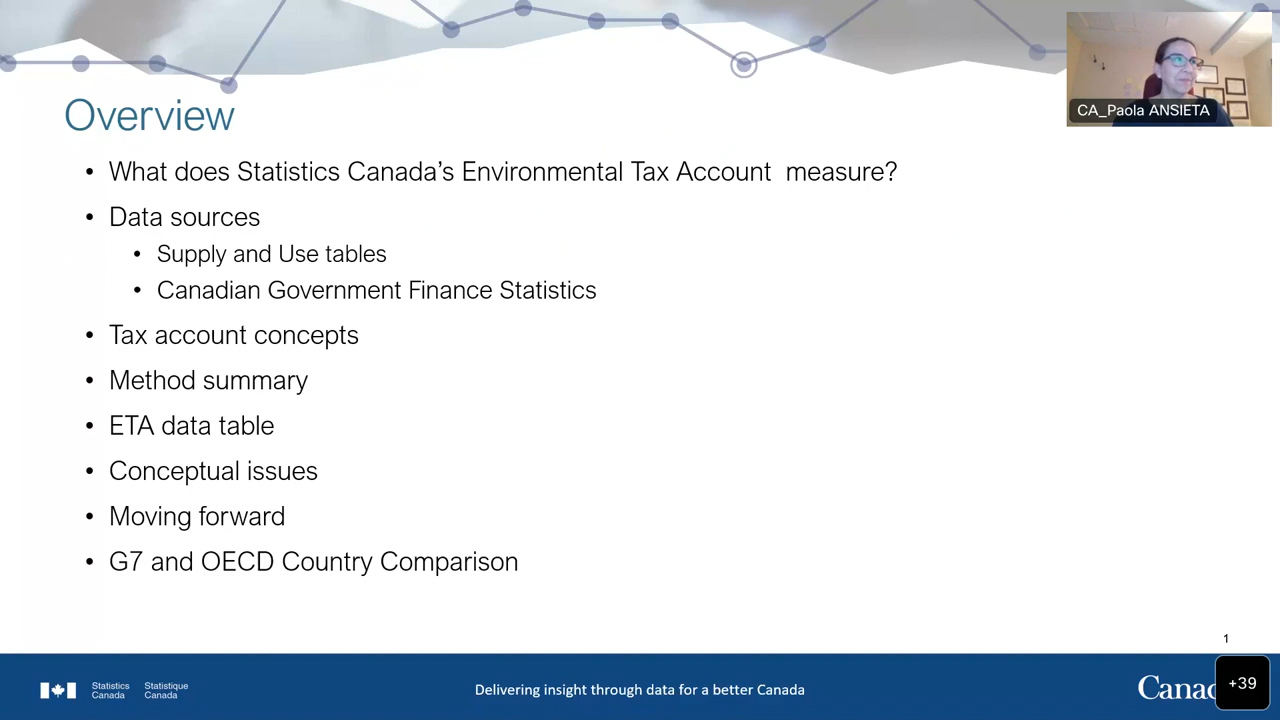 Overview
CA_Paola ANSIETA
• What does Statistics Canada's Environmental Tax Account measure?
• Data sources
• Supply and Use tables
• Canadian Government Finance Statistics
• Tax account concepts
• Method summary
• ETA data table
• Conceptual issues
• Moving forward
• G7 and OECD Country Comparison
1
Statistics Canada
Statistique Canada
Delivering insight through data for a better Canada
Canad
+39